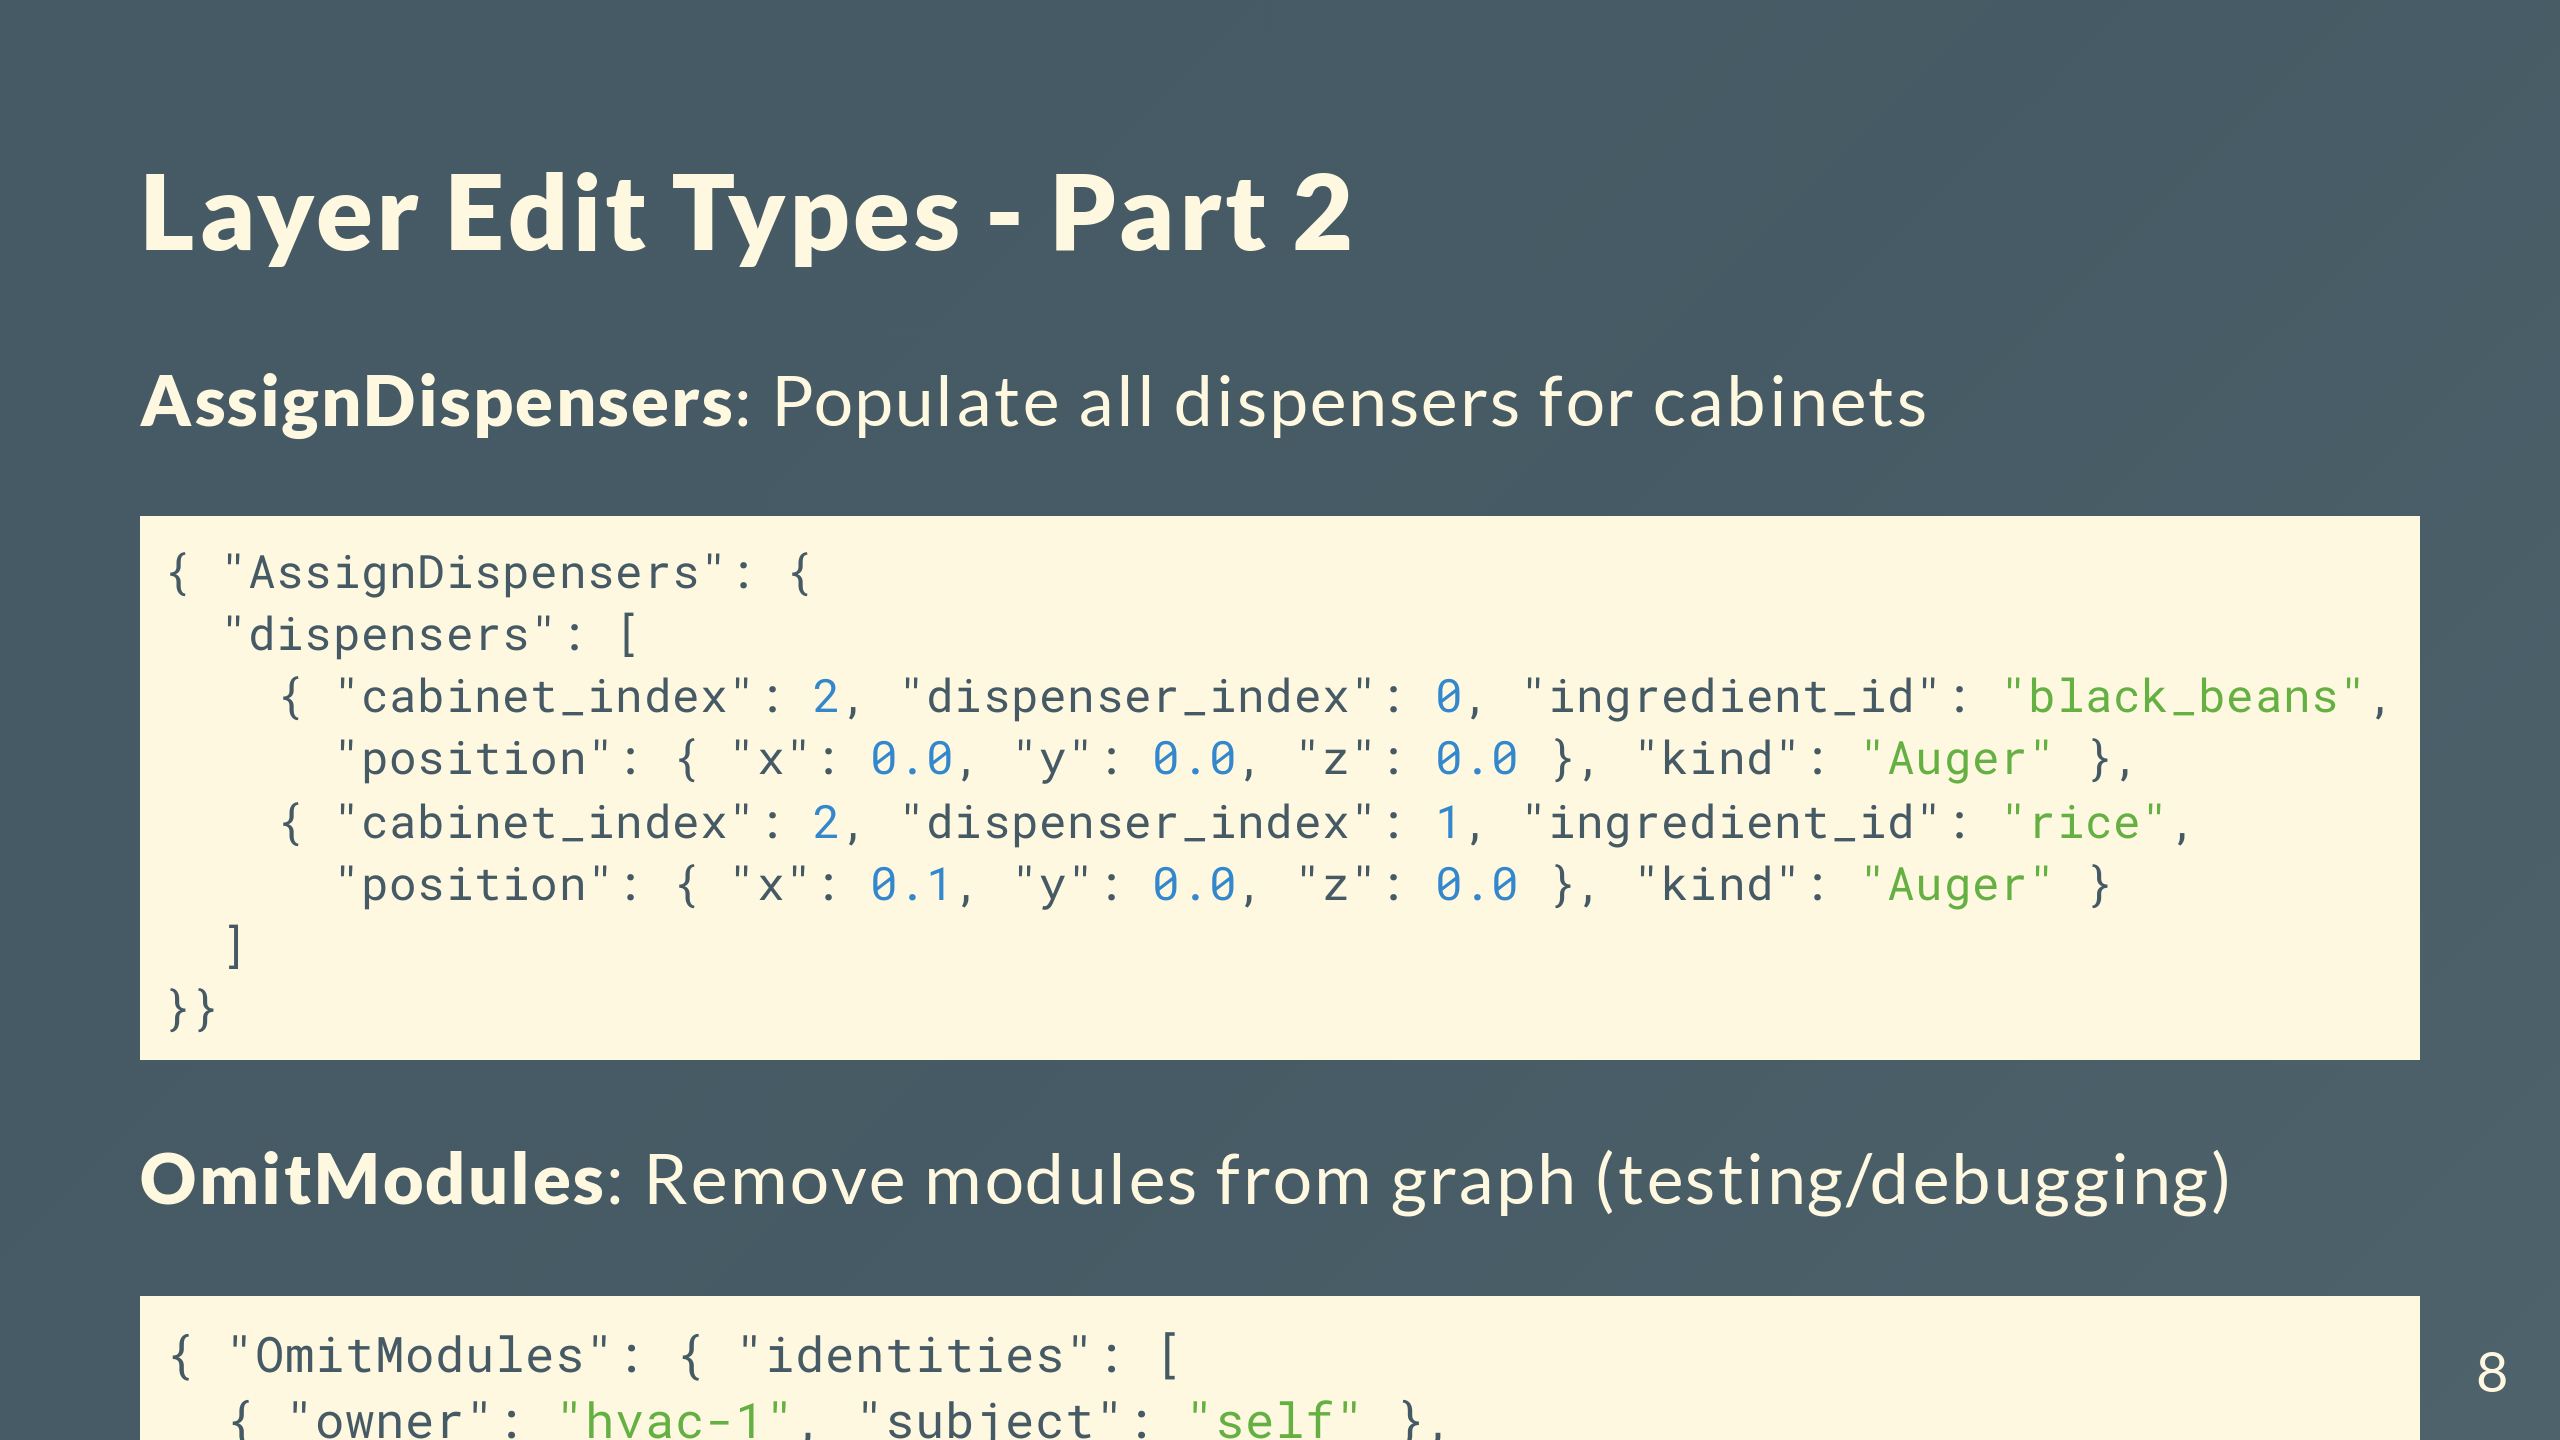 Layer Edit Types - Part 2
AssignDispensers: Populate all dispensers for cabinets
{ "AssignDispensers": {
  "dispensers": [
    { "cabinet_index": 2, "dispenser_index": 0, "ingredient_id": "black_beans",
      "position": { "x": 0.0, "y": 0.0, "z": 0.0 }, "kind": "Auger" },
    { "cabinet_index": 2, "dispenser_index": 1, "ingredient_id": "rice",
      "position": { "x": 0.1, "y": 0.0, "z": 0.0 }, "kind": "Auger" }
  ]
}}
OmitModules: Remove modules from graph (testing/debugging)
{ "OmitModules": { "identities": [
  { "owner": "hvac-1", "subject": "self" },
8